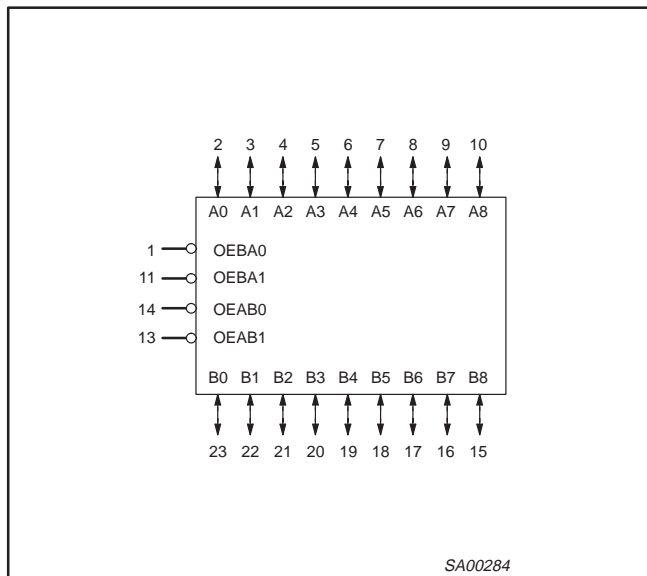 2 3 4 5 6 7 8 9 10
A0 A1 A2 A3 A4 A5 A6 A7 A8
1 OEBA0
11 OEBA1
14 OEAB0
13 OEAB1
B0 B1 B2 B3 B4 B5 B6 B7 B8
23 22 21 20 19 18 17 16 15
SA00284